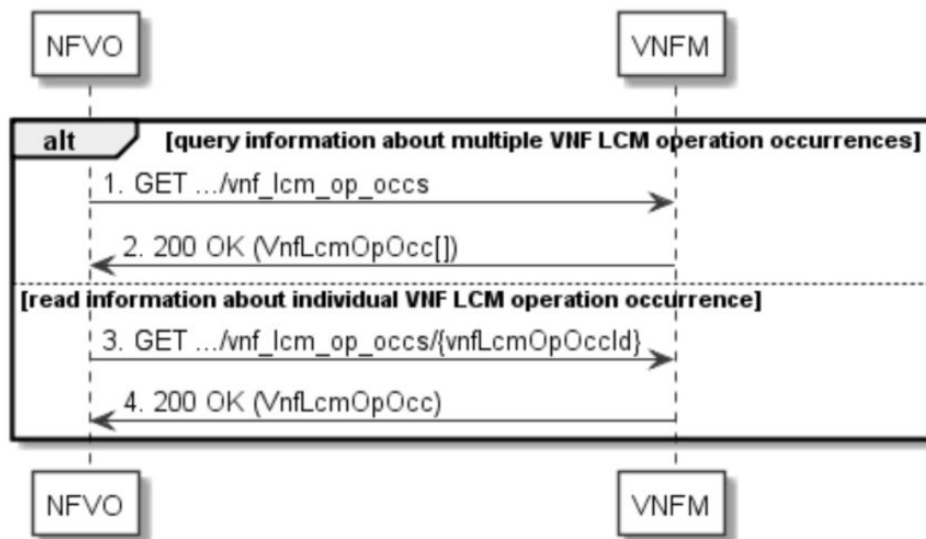 NFVO VNFM
alt [query information about multiple VNF LCM operation occurrences]
1. GET .../vnf_lcm_op_occs
2. 200 OK (VnfLcmOpOcc[])
[read information about individual VNF LCM operation occurrence]
3. GET .../vnf_lcm_op_occs/{vnfLcmOpOccId}
4. 200 OK (VnfLcmOpOcc)
NFVO VNFM